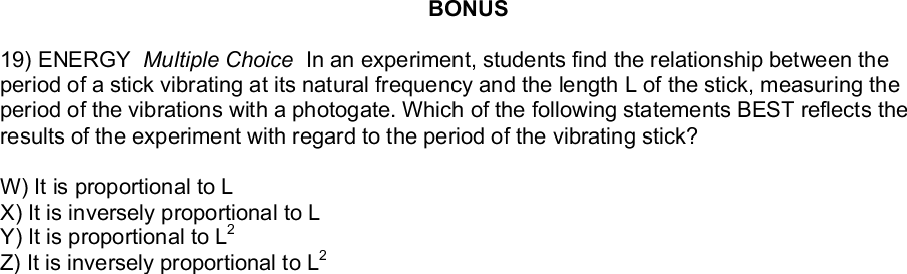 BONUS
19) ENERGY Multiple Choice In an experiment, students find the relationship between the
period of a stick vibrating at its natural frequency and the length L of the stick, measuring the
period of the vibrations with a photogate. Which of the following statements BEST reflects the
results of the experiment with regard to the period of the vibrating stick?
W) It is proportional to L
X) It is inversely proportional to L
Y) It is proportional to L²
Z) It is inversely proportional to L²